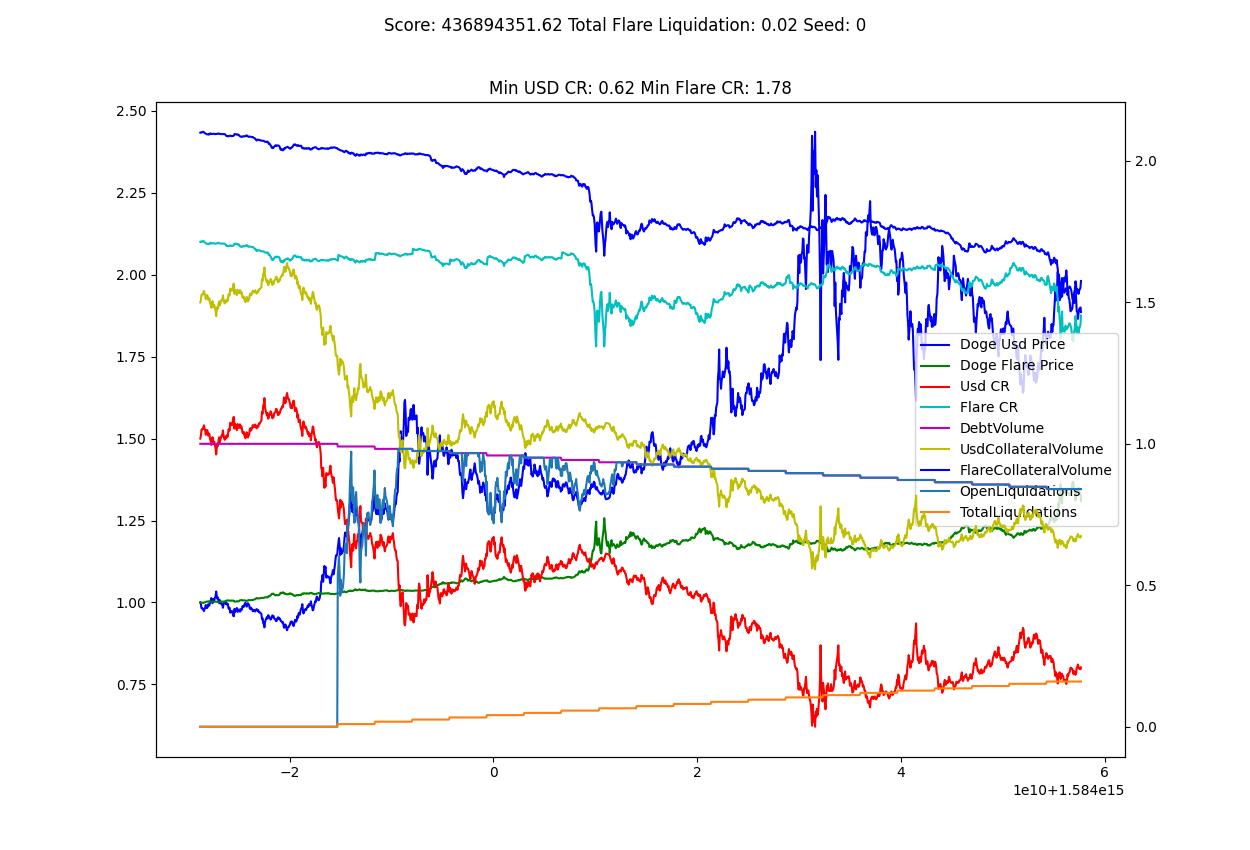 Score: 436894351.62 Total Flare Liquidation: 0.02 Seed: 0
Min USD CR: 0.62 Min Flare CR: 1.78
2.50
2.25
2.00
1.75
1.50
1.25
1.00
0.75
2.0
1.5
1.0
0.5
0.0
Doge Usd Price
Doge Flare Price
Usd CR
Flare CR
DebtVolume
UsdCollateralVolume
FlareCollateralVolume
OpenLiquidations
TotalLiquidations
−2 0 2 4 6
1e10+1.584e15